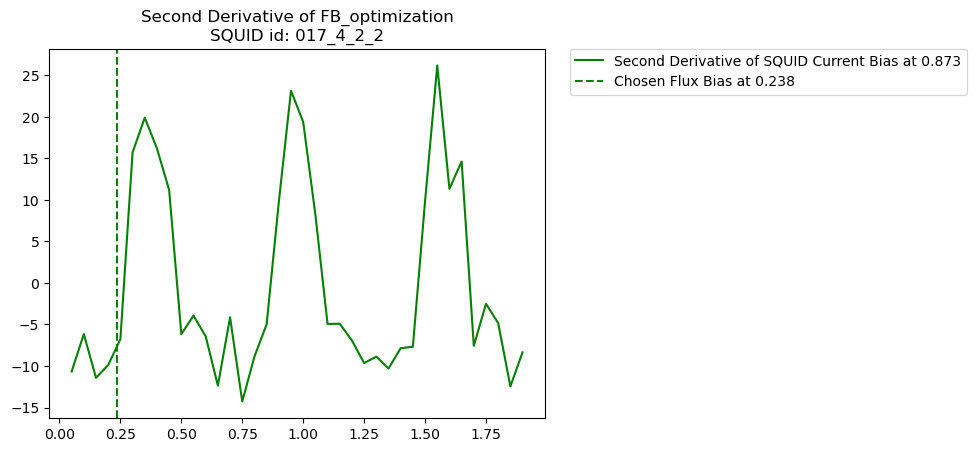 Second Derivative of FB_optimization
SQUID id: 017_4_2_2
Second Derivative of SQUID Current Bias at 0.873
Chosen Flux Bias at 0.238
25
20
15
10
5
0
−5
−10
−15
0.00 0.25 0.50 0.75 1.00 1.25 1.50 1.75